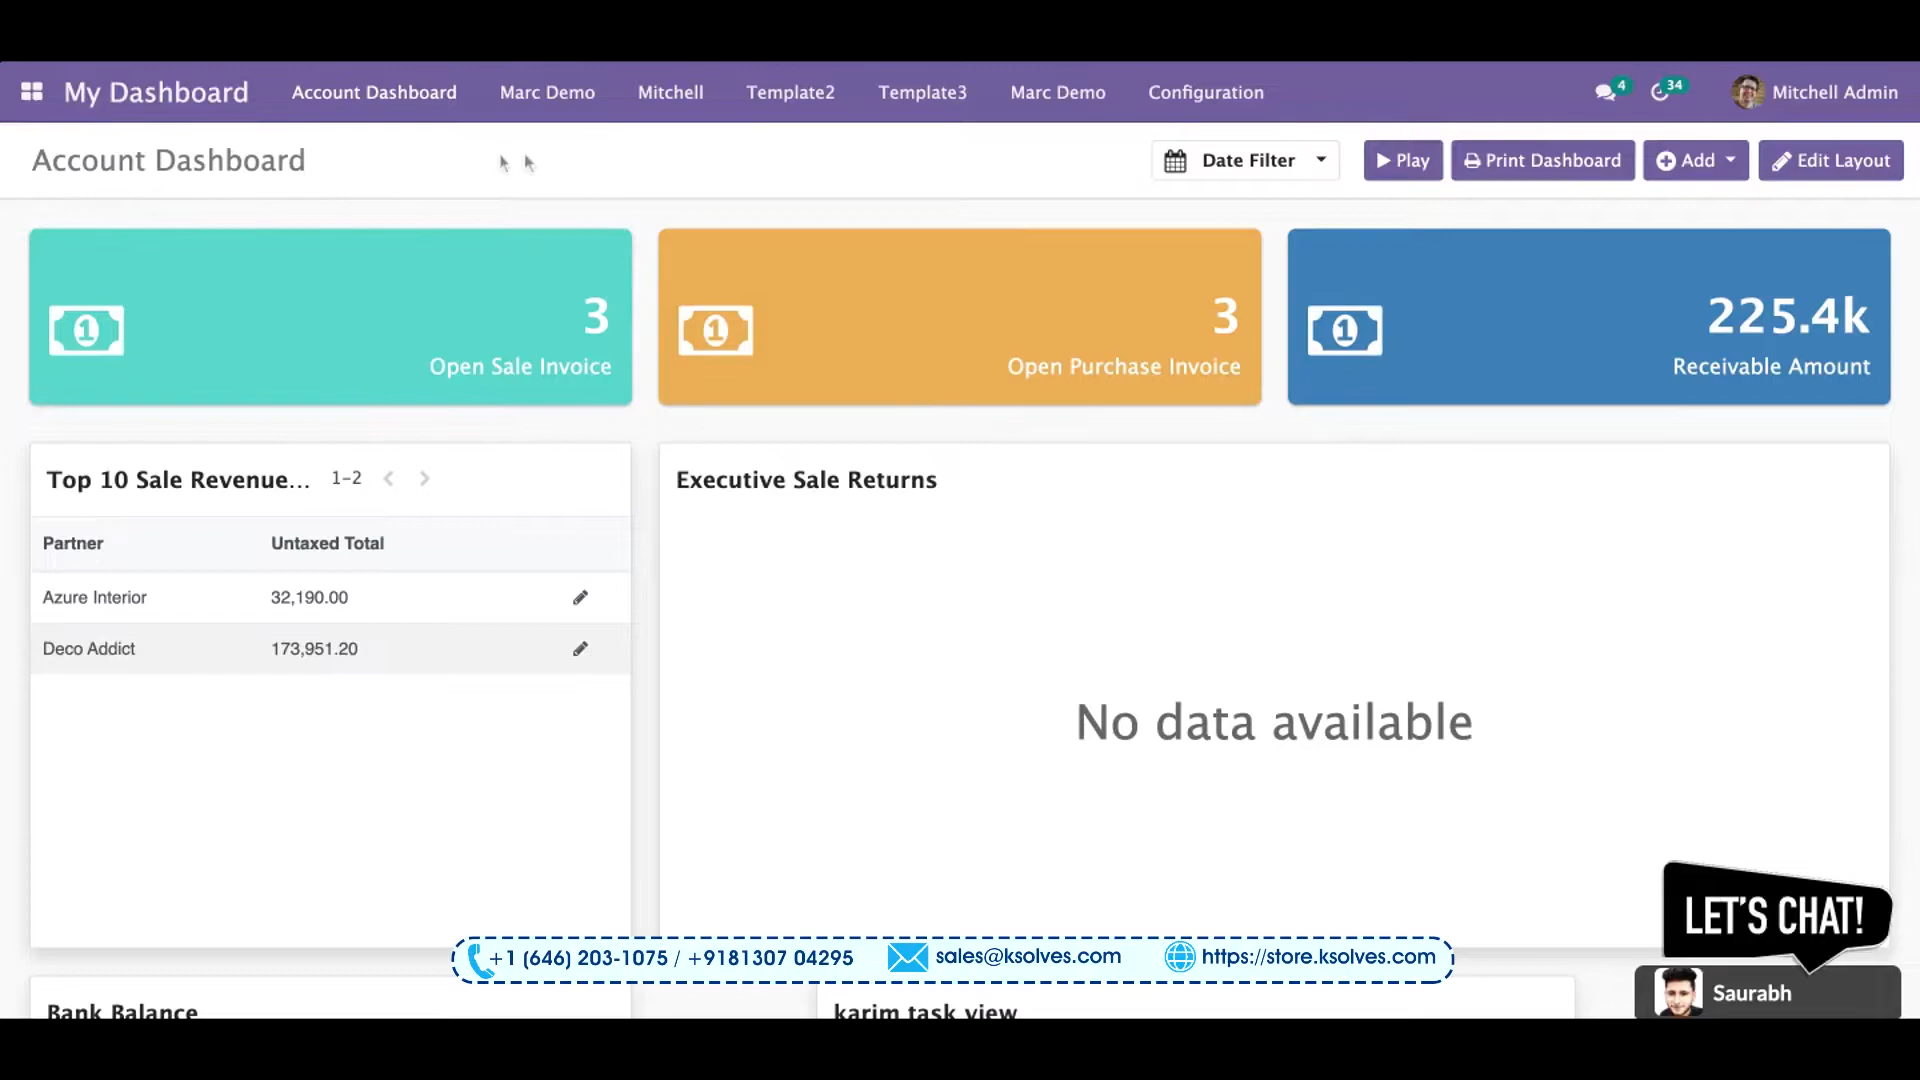 My Dashboard Account Dashboard Marc Demo Mitchell Template2 Template3 Marc Demo Configuration 4 34 Mitchell Admin
Account Dashboard Date Filter Play Print Dashboard Add Edit Layout
1 3 1 3 1 225.4k
Open Sale Invoice Open Purchase Invoice Receivable Amount
Top 10 Sale Revenue... 1-2 Executive Sale Returns
Partner Untaxed Total
Azure Interior 32,190.00
Deco Addict 173,951.20
No data available
LET'S CHAT!
+1 (646) 203-1075 / +9181307 04295 sales@ksolves.com https://store.ksolves.com
Saurabh
Bank Balance karim task view